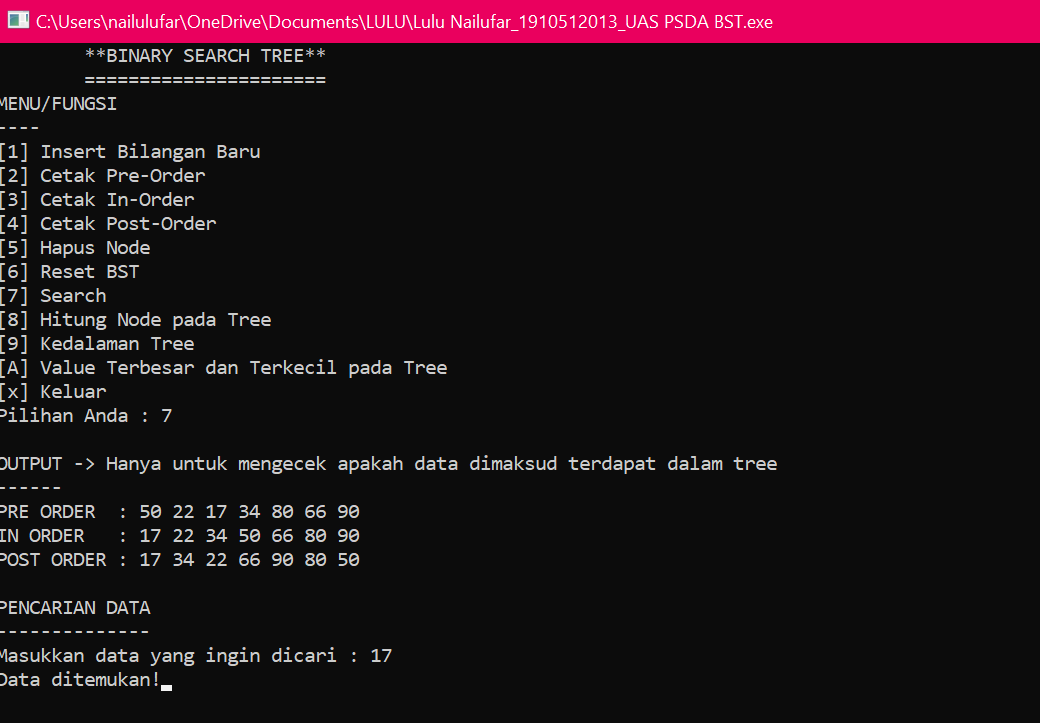 C:\Users\nailulufar\OneDrive\Documents\LULU\Lulu Nailufar_1910512013_UAS PSDA BST.exe
**BINARY SEARCH TREE**
======================
MENU/FUNGSI
----
[1] Insert Bilangan Baru
[2] Cetak Pre-Order
[3] Cetak In-Order
[4] Cetak Post-Order
[5] Hapus Node
[6] Reset BST
[7] Search
[8] Hitung Node pada Tree
[9] Kedalaman Tree
[A] Value Terbesar dan Terkecil pada Tree
[x] Keluar
Pilihan Anda : 7
OUTPUT -> Hanya untuk mengecek apakah data dimaksud terdapat dalam tree
------
PRE ORDER  : 50 22 17 34 80 66 90
IN ORDER   : 17 22 34 50 66 80 90
POST ORDER : 17 34 22 66 90 80 50
PENCARIAN DATA
--------------
Masukkan data yang ingin dicari : 17
Data ditemukan!